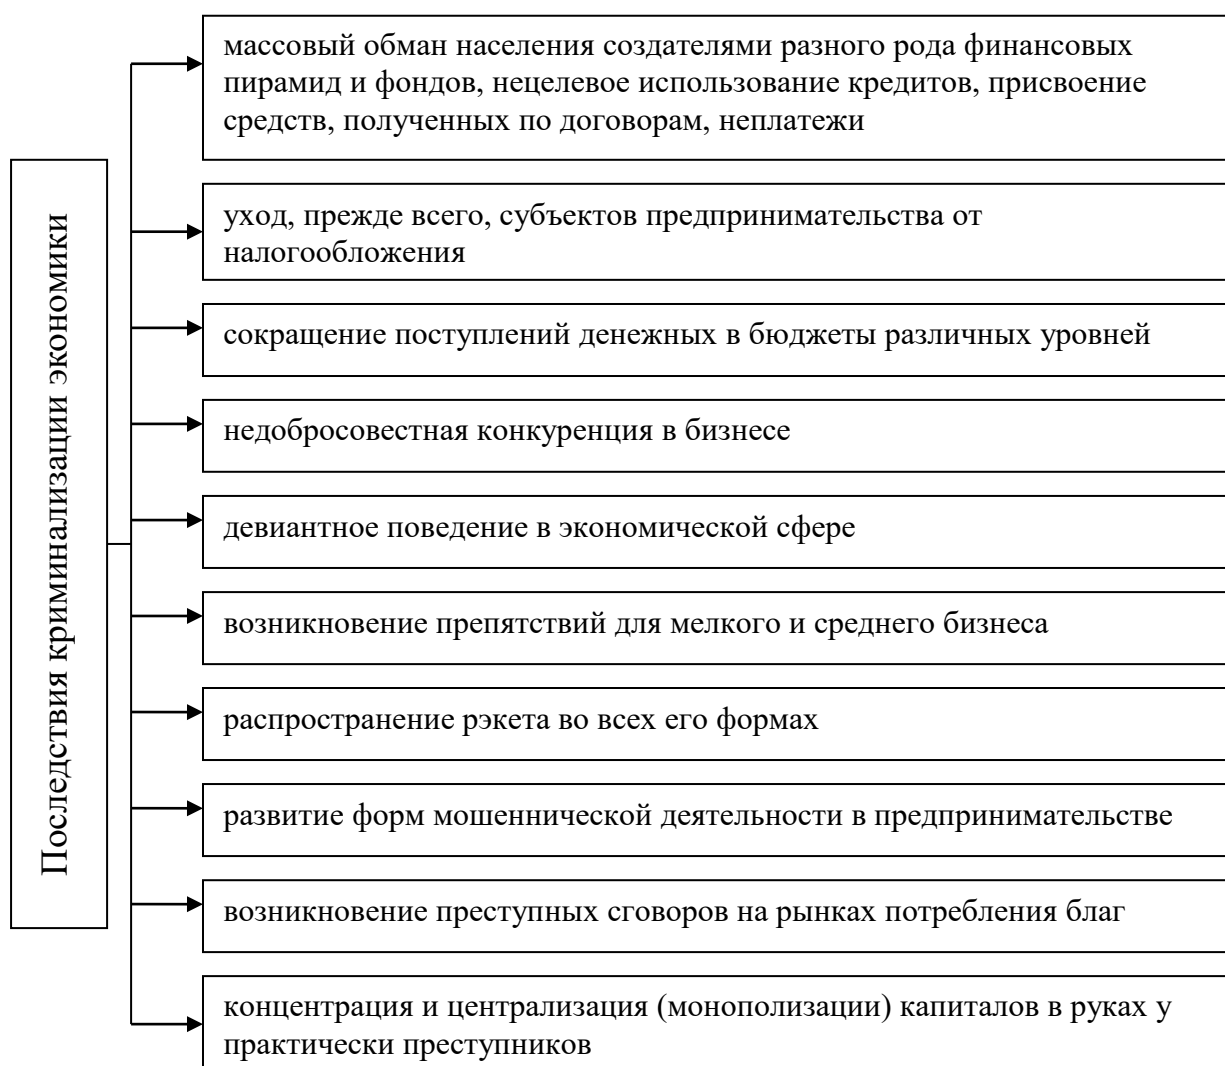 Последствия криминализации экономики
массовый обман населения создателями разного рода финансовых
пирамид и фондов, нецелевое использование кредитов, присвоение
средств, полученных по договорам, неплатежи
уход, прежде всего, субъектов предпринимательства от
налогообложения
сокращение поступлений денежных в бюджеты различных уровней
недобросовестная конкуренция в бизнесе
девиантное поведение в экономической сфере
возникновение препятствий для мелкого и среднего бизнеса
распространение рэкета во всех его формах
развитие форм мошеннической деятельности в предпринимательстве
возникновение преступных сговоров на рынках потребления благ
концентрация и централизация (монополизации) капиталов в руках у
практически преступников